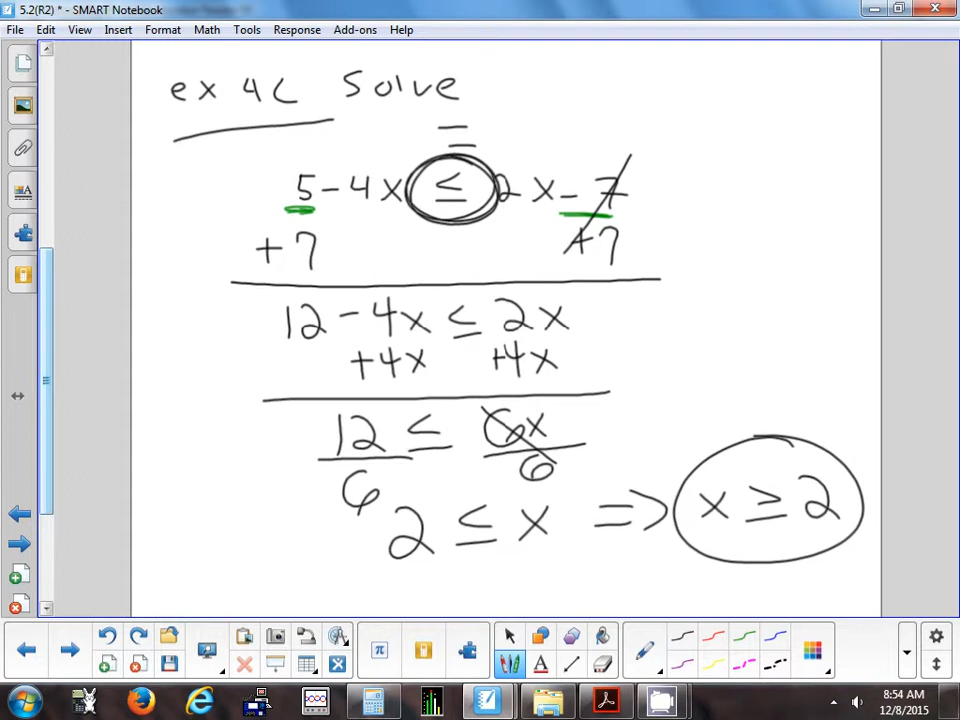 5.2(R2) * - SMART Notebook
File Edit View Insert Format Math Tools Response Add-ons Help
ex 4c Solve
=
5 - 4x ≤ 2x - 7
+7 +7
12 - 4x ≤ 2x
+4x +4x
12 ≤ 6x
6 6
2 ≤ x => x ≥ 2
π
A
8:54 AM
12/8/2015